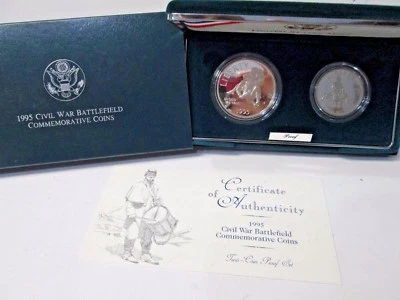 1995 CIVIL WAR BATTLEFIELD
COMMEMORATIVE COINS
1995
Proof
Certificate
of
Authenticity
1995
Civil War Battlefield
Commemorative Coins
Two-Coin Proof Set